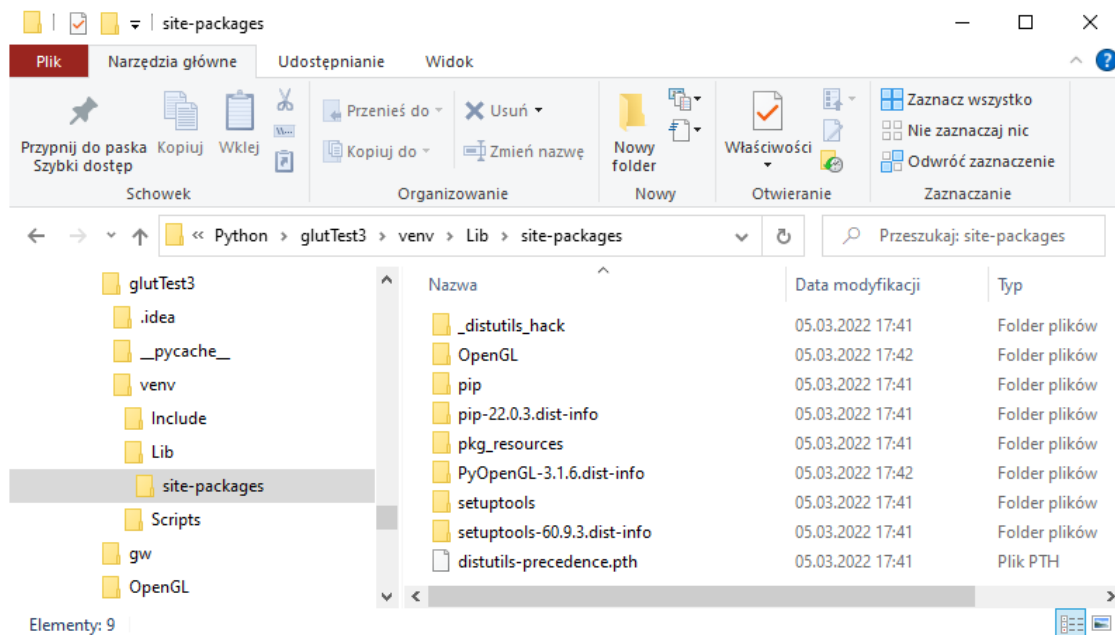 site-packages
Plik Narzędzia główne Udostępnianie Widok
Przypnij do paska Szybki dostęp
Kopiuj
Wklej
Schowek
Przenieś do
Kopiuj do
Usuń
Zmień nazwę
Organizowanie
Nowy folder
Nowy
Właściwości
Otwieranie
Zaznacz wszystko
Nie zaznaczaj nic
Odwróć zaznaczenie
Zaznaczanie
« Python › glutTest3 › venv › Lib › site-packages
Przeszukaj: site-packages
glutTest3
.idea
__pycache__
venv
Include
Lib
site-packages
Scripts
gw
OpenGL
Nazwa Data modyfikacji Typ
_distutils_hack 05.03.2022 17:41 Folder plików
OpenGL 05.03.2022 17:42 Folder plików
pip 05.03.2022 17:41 Folder plików
pip-22.0.3.dist-info 05.03.2022 17:41 Folder plików
pkg_resources 05.03.2022 17:41 Folder plików
PyOpenGL-3.1.6.dist-info 05.03.2022 17:42 Folder plików
setuptools 05.03.2022 17:41 Folder plików
setuptools-60.9.3.dist-info 05.03.2022 17:41 Folder plików
distutils-precedence.pth 05.03.2022 17:41 Plik PTH
Elementy: 9